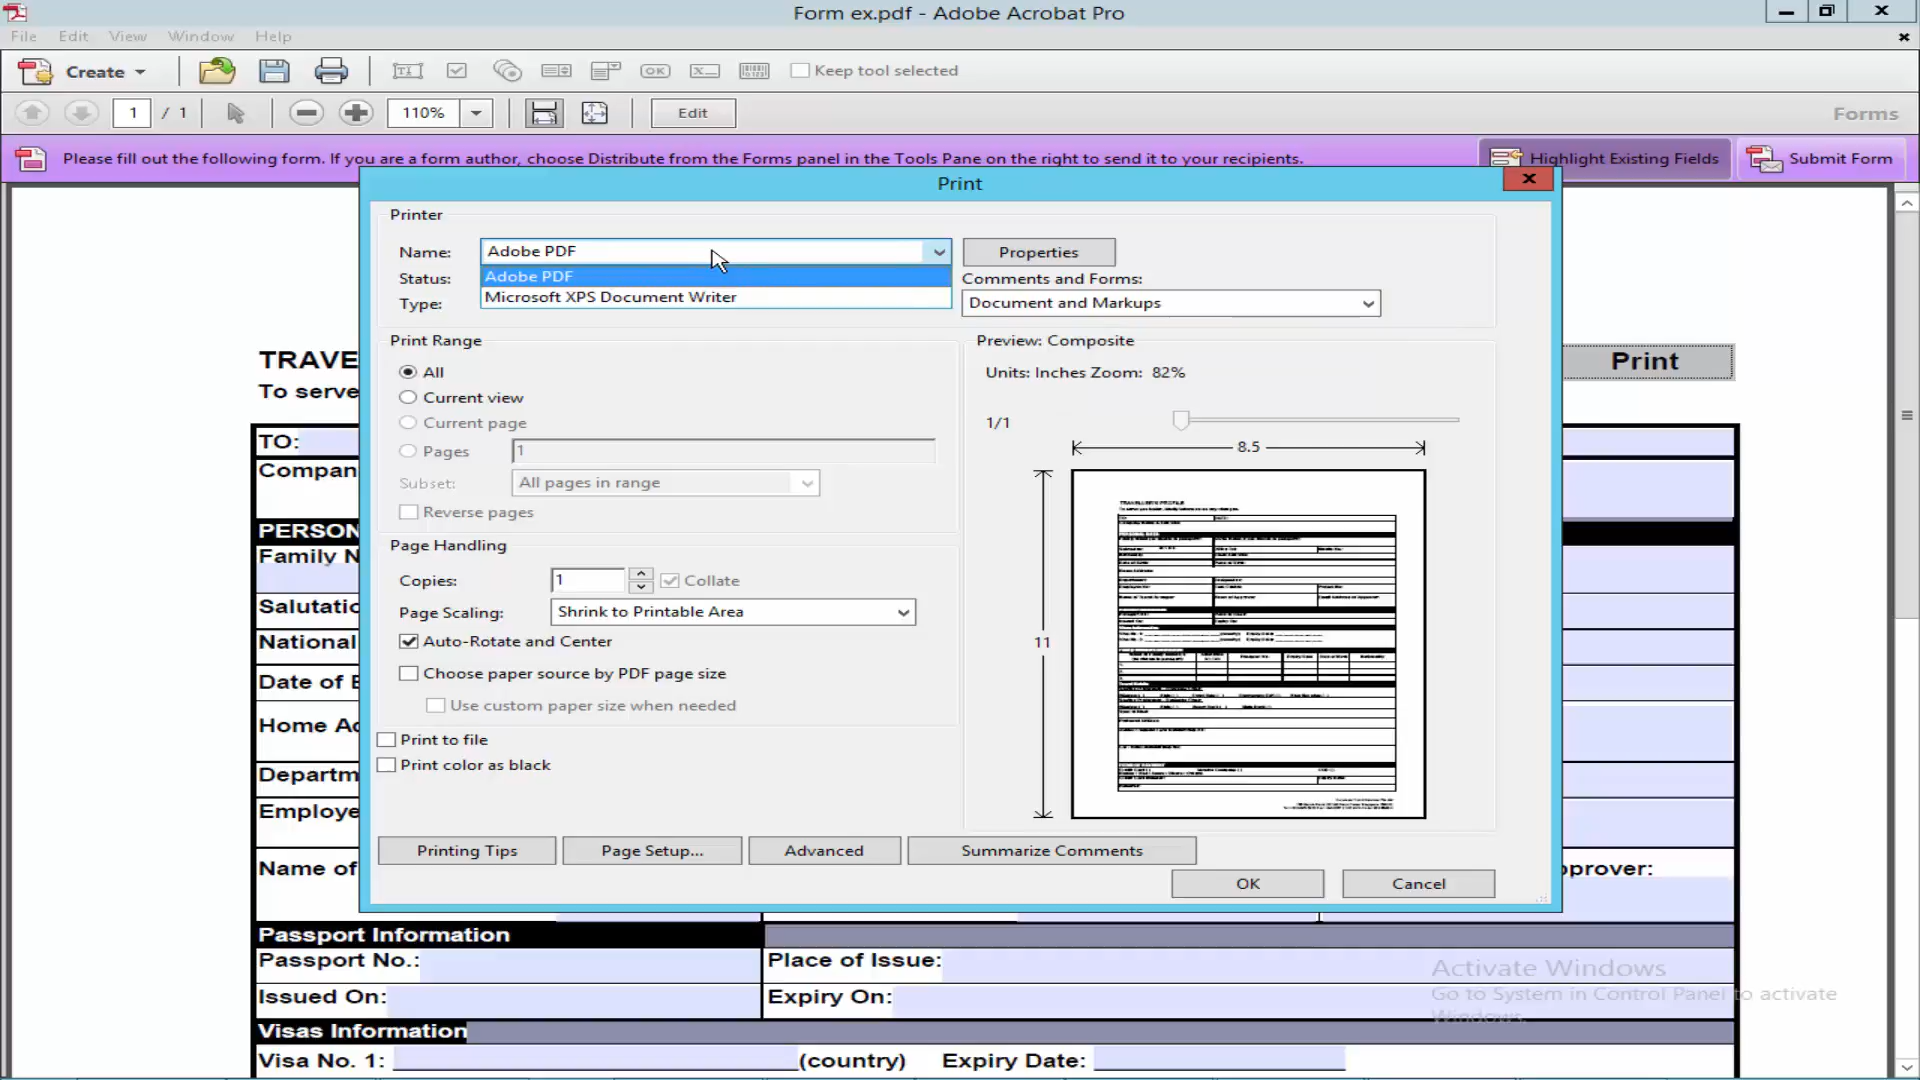 Form ex.pdf - Adobe Acrobat Pro
File Edit View Window Help
Create OK Keep tool selected
1 / 1 110% Edit Forms
Please fill out the following form. If you are a form author, choose Distribute from the Forms panel in the Tools Pane on the right to send it to your recipients. Highlight Existing Fields Submit Form
Print
Printer
Name: Adobe PDF Properties
Status: Adobe PDF Comments and Forms:
Type: Microsoft XPS Document Writer Document and Markups
Print Range Preview: Composite
All Units: Inches Zoom: 82%
Current view
Current page 1/1
Pages 1 8.5
Subset: All pages in range
Reverse pages
Page Handling
Copies: 1 Collate
Page Scaling: Shrink to Printable Area
Auto-Rotate and Center 11
Choose paper source by PDF page size
Use custom paper size when needed
Print to file
Print color as black
Printing Tips Page Setup... Advanced Summarize Comments
OK Cancel
TRAVE Print
To serve
TO:
Compan
PERSON
Family N
Salutatio
National
Date of B
Home Ad
Departm
Employe
Name of pprover:
Passport Information
Passport No.: Place of Issue:
Issued On: Expiry On:
Visas Information
Visa No. 1: (country) Expiry Date:
Activate Windows
Go to System in Control Panel to activate
Windows.